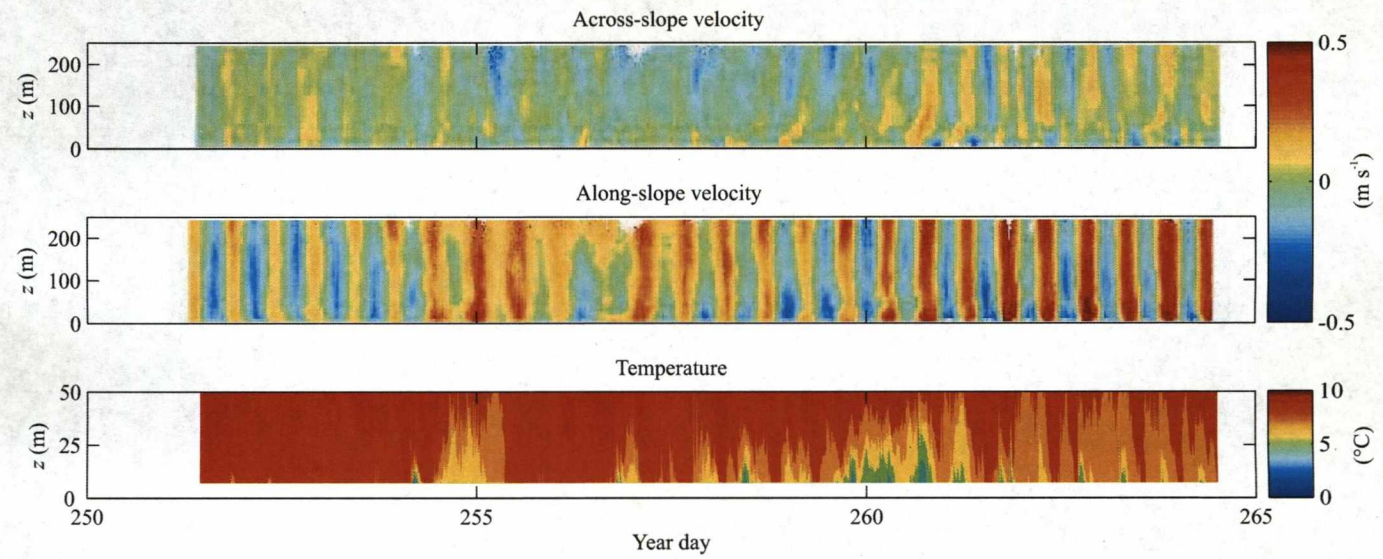 Across-slope velocity
z (m)
200
100
0
0.5
0
-0.5
(m s⁻¹)
Along-slope velocity
z (m)
200
100
0
Temperature
z (m)
50
25
0
10
5
0
(°C)
250
255
260
265
Year day